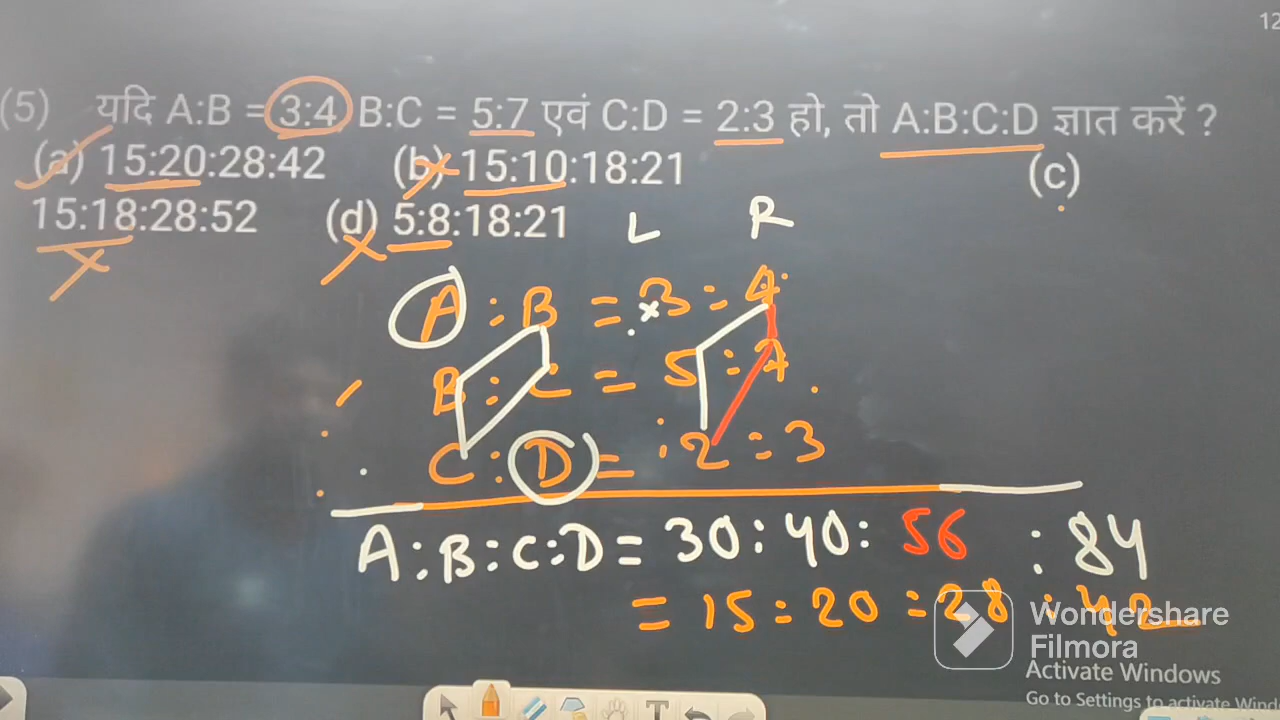 12
(5) यदि A:B = 3:4, B:C = 5:7 एवं C:D = 2:3 हो, तो A:B:C:D ज्ञात करें ?
(a) 15:20:28:42 (b) 15:10:18:21 (c)
15:18:28:52 (d) 5:8:18:21
L R
A : B = 3 : 4
B : C = 5 : 7
C : D = 2 : 3
A:B:C:D = 30:40:56:84
= 15:20:28:42
Wondershare
Filmora
Activate Windows
Go to Settings to activate Wind